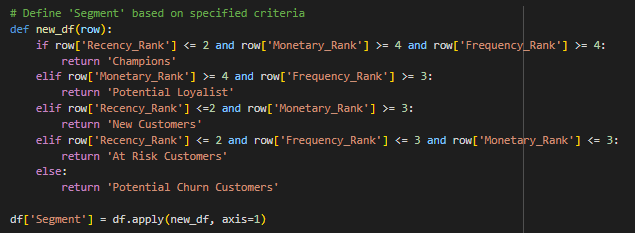 # Define 'Segment' based on specified criteria
def new_df(row):
    if row['Recency_Rank'] <= 2 and row['Monetary_Rank'] >= 4 and row['Frequency_Rank'] >= 4:
        return 'Champions'
    elif row['Monetary_Rank'] >= 4 and row['Frequency_Rank'] >= 3:
        return 'Potential Loyalist'
    elif row['Recency_Rank'] <=2 and row['Monetary_Rank'] >= 3:
        return 'New Customers'
    elif row['Recency_Rank'] <= 2 and row['Frequency_Rank'] <= 3 and row['Monetary_Rank'] <= 3:
        return 'At Risk Customers'
    else:
        return 'Potential Churn Customers'
df['Segment'] = df.apply(new_df, axis=1)